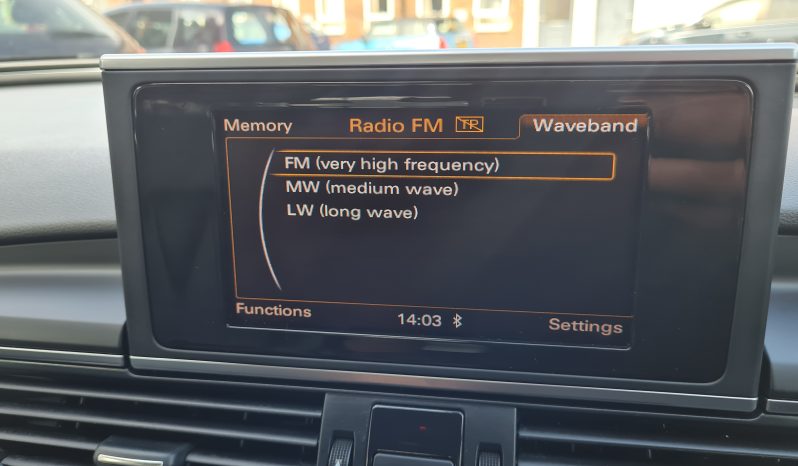 Memory Radio FM TP Waveband
FM (very high frequency)
MW (medium wave)
LW (long wave)
Functions 14:03 Settings